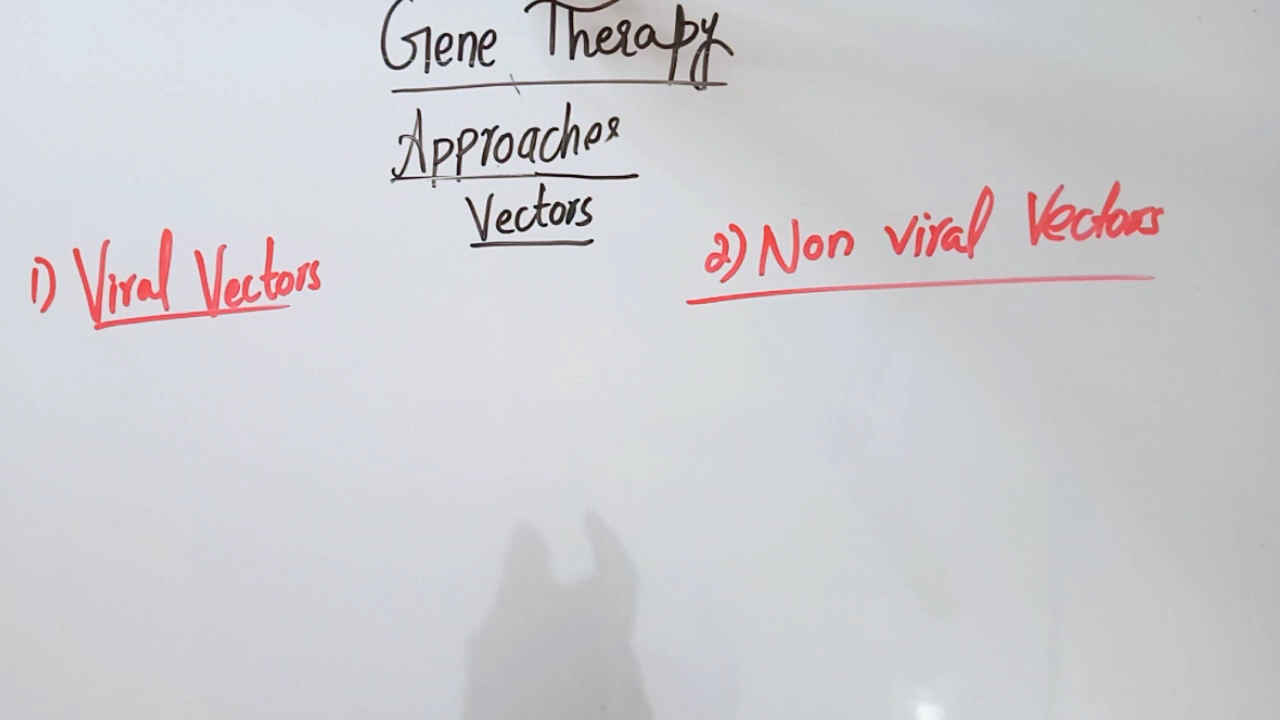 Gene Therapy
Approaches
Vectors
1) Viral Vectors
2) Non viral Vectors